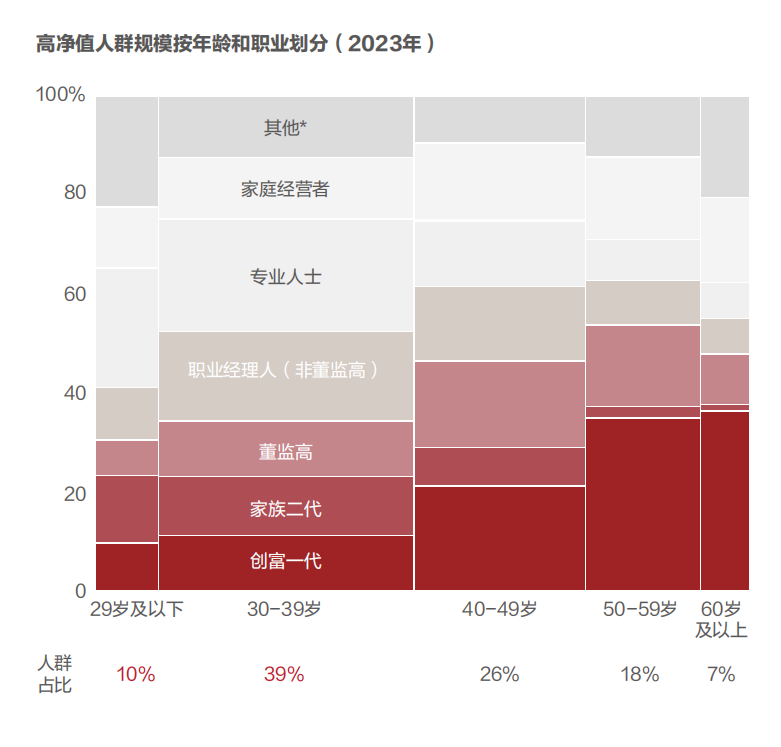 高净值人群规模按年龄和职业划分（2023年）
100%
80
60
40
20
0
其他*
家庭经营者
专业人士
职业经理人（非董监高）
董监高
家族二代
创富一代
29岁及以下 30-39岁 40-49岁 50-59岁 60岁
及以上
人群
占比
10% 39% 26% 18% 7%